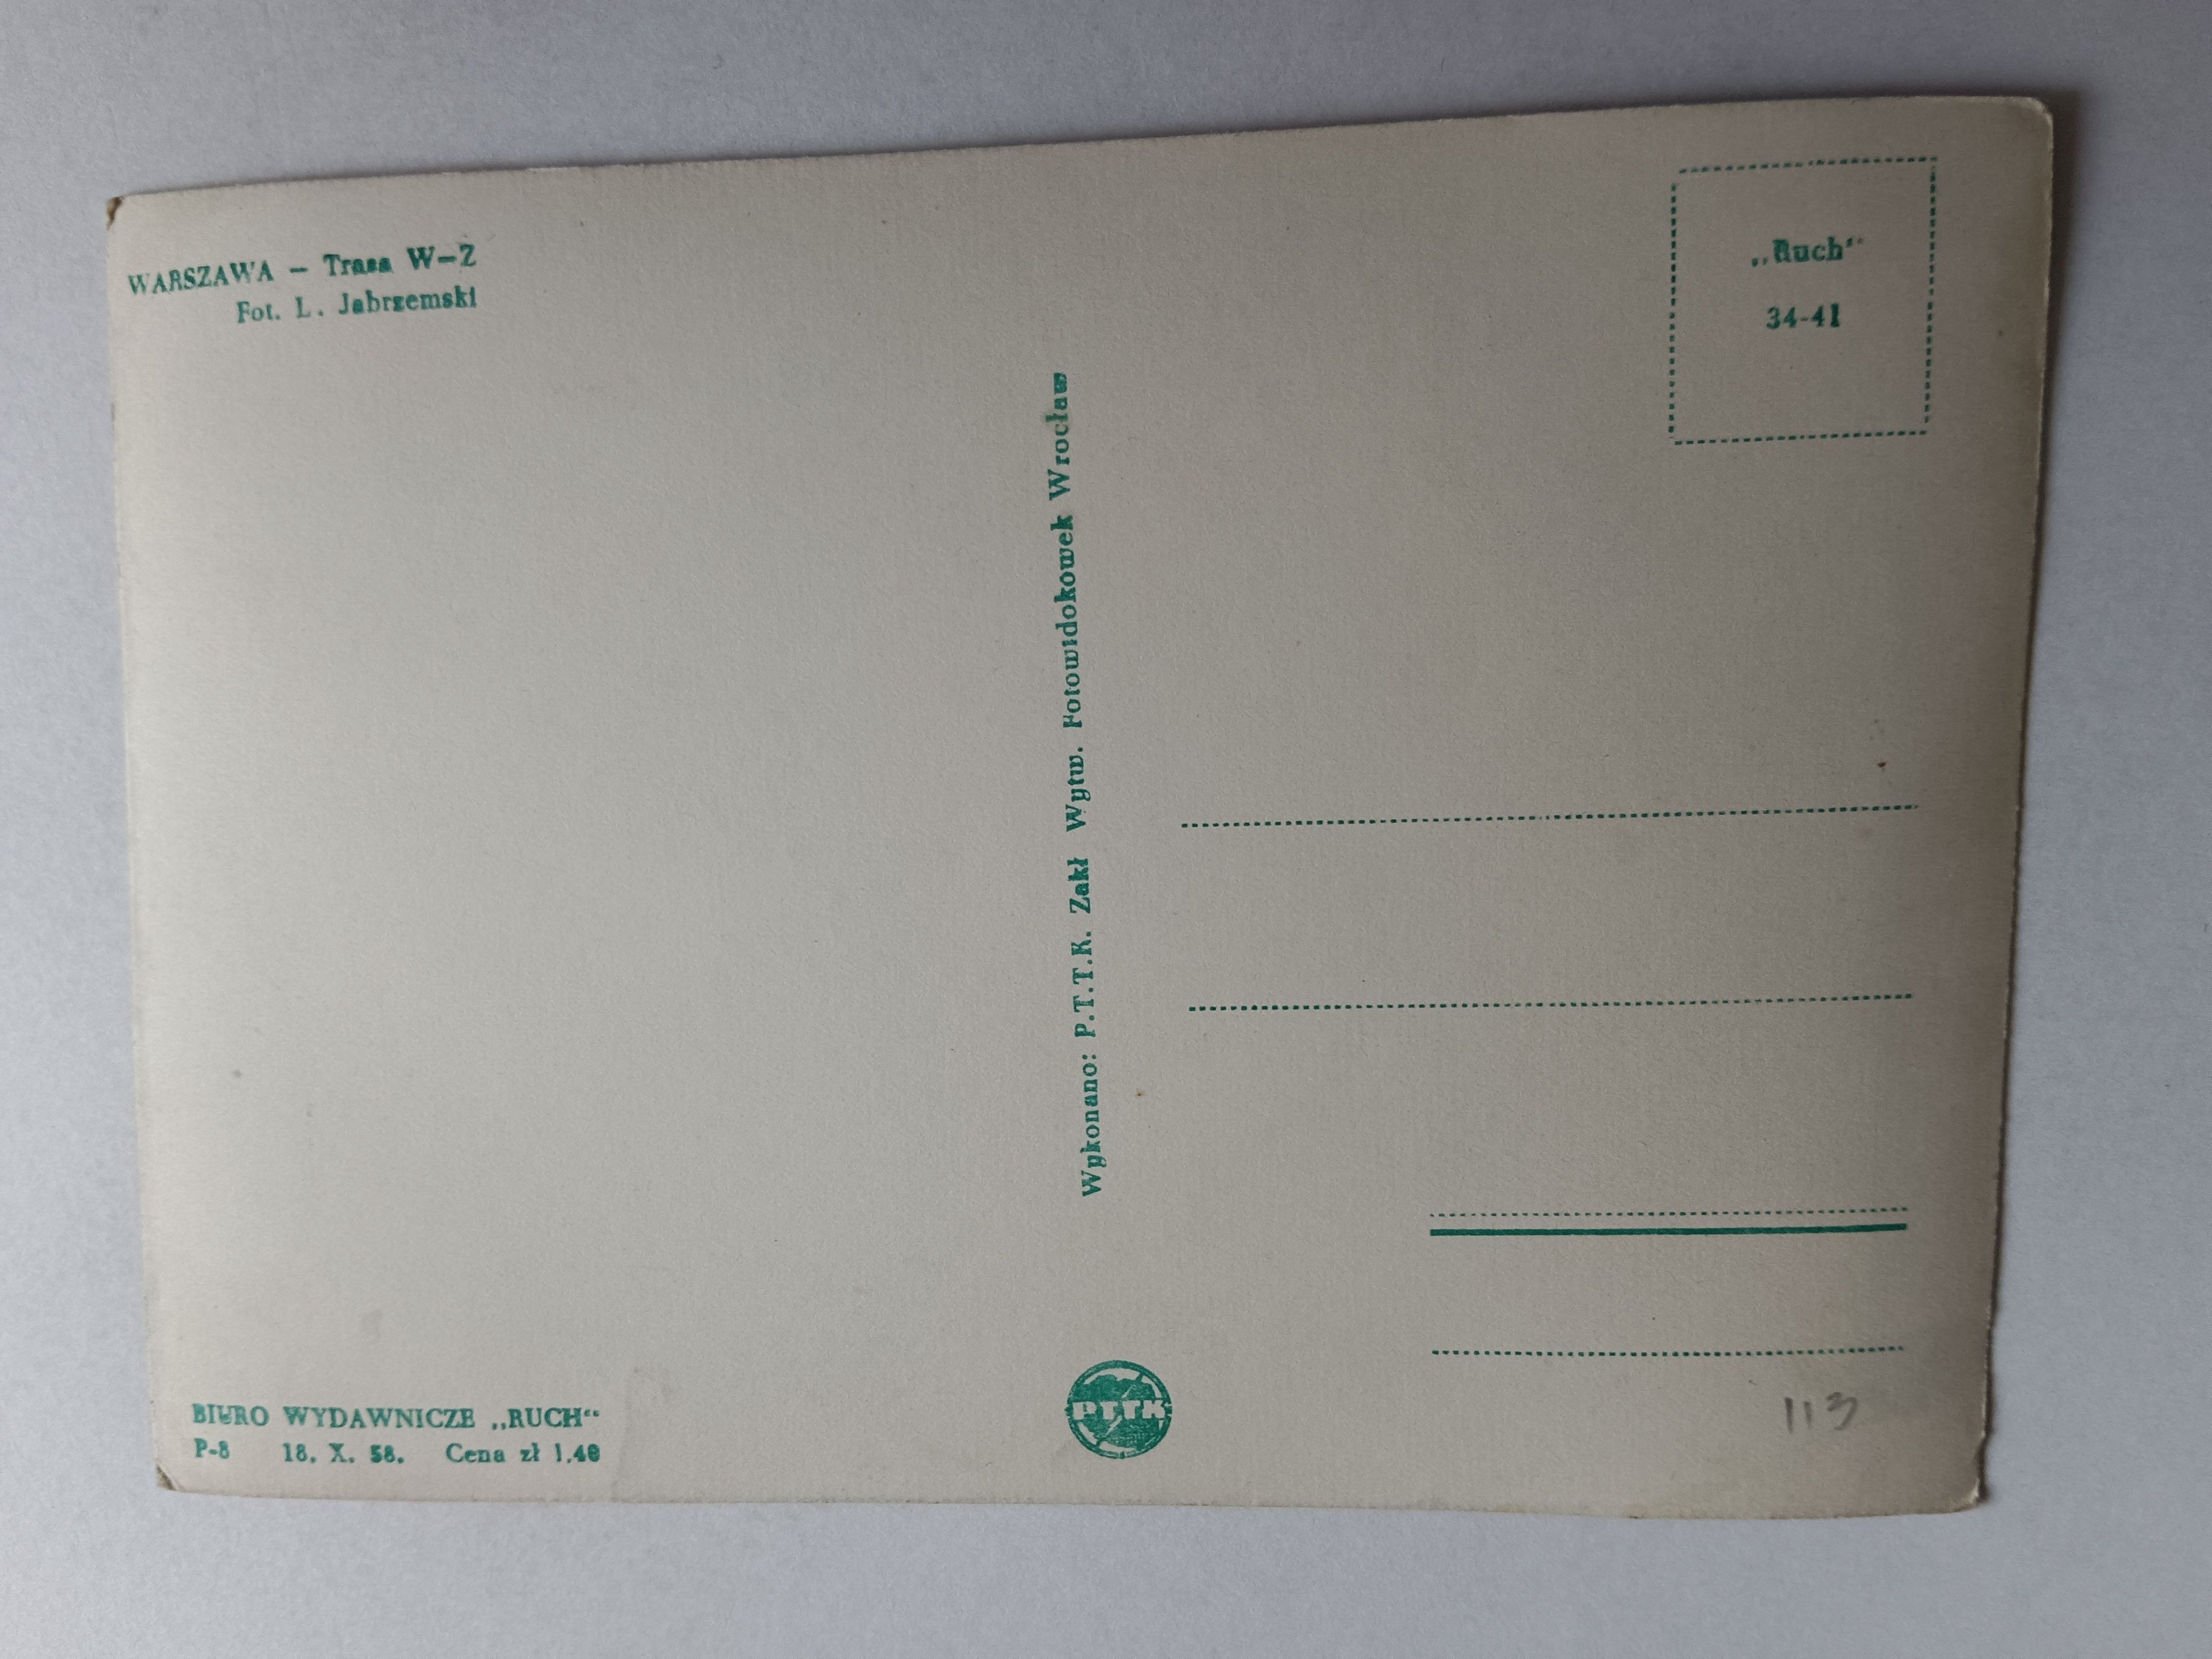 WARSZAWA – Trasa W–Z
Fot. L. Jabrzemski
„Ruch“
34-41
Wykonano: P.T.T.K. Zakł Wytw. Fotowidokowek Wrocław
BIURO WYDAWNICZE „RUCH“
P-8 18. X. 58. Cena zł 1.40
PTTK
113